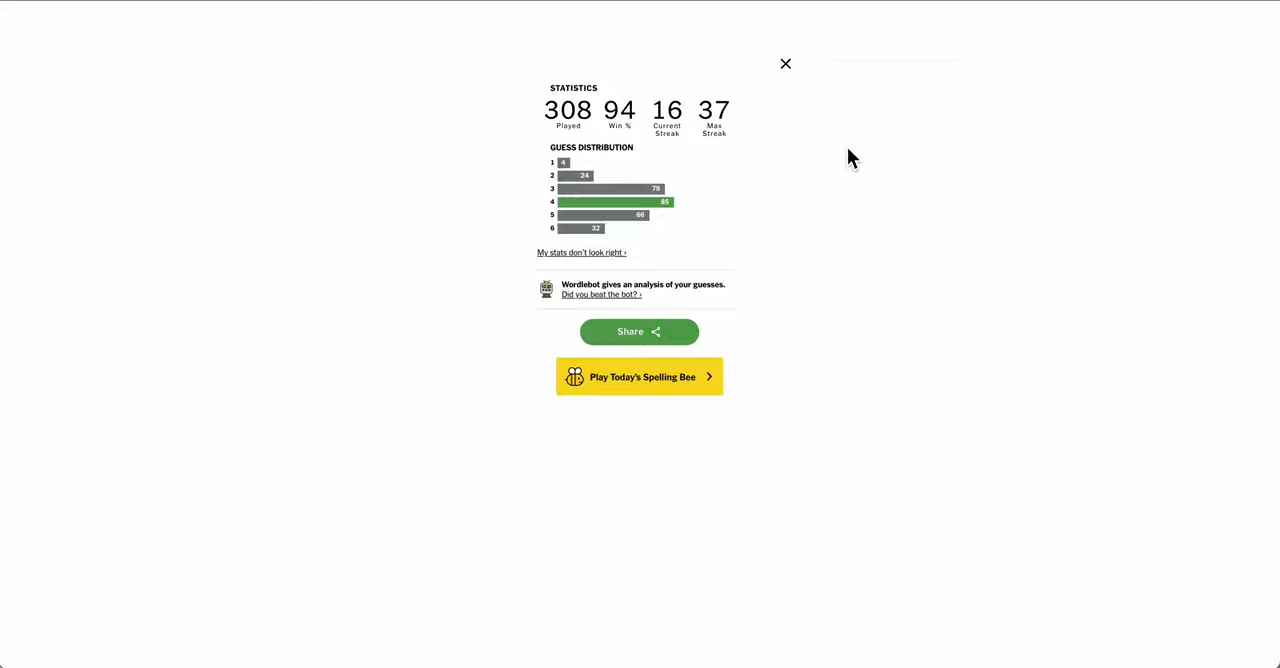 STATISTICS
308 94 16 37
Played Win % Current Streak Max Streak
GUESS DISTRIBUTION
1 4
2 24
3 78
4 85
5 66
6 32
My stats don't look right ›
Wordlebot gives an analysis of your guesses.
Did you beat the bot? ›
Share
Play Today's Spelling Bee